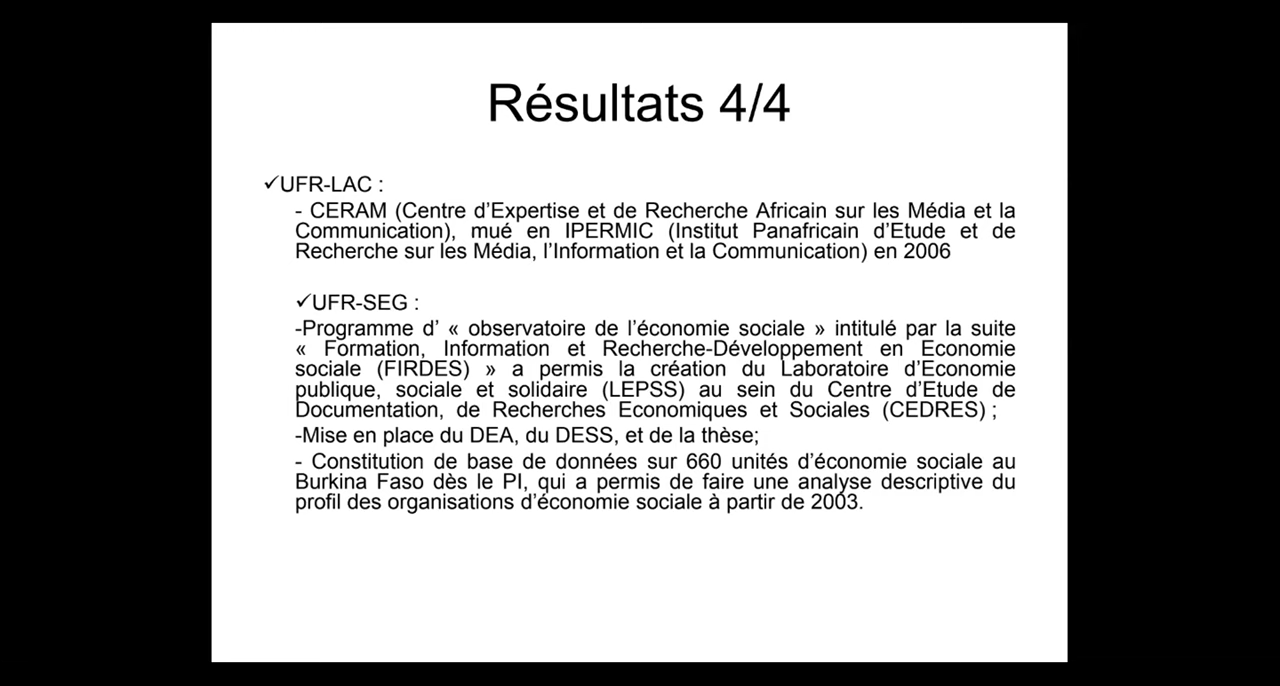 Résultats 4/4
✓UFR-LAC :
- CERAM (Centre d’Expertise et de Recherche Africain sur les Média et la
Communication), mué en IPERMIC (Institut Panafricain d’Etude et de
Recherche sur les Média, l’Information et la Communication) en 2006
✓UFR-SEG :
-Programme d’ « observatoire de l’économie sociale » intitulé par la suite
« Formation, Information et Recherche-Développement en Economie
sociale (FIRDES) » a permis la création du Laboratoire d’Economie
publique, sociale et solidaire (LEPSS) au sein du Centre d’Etude de
Documentation, de Recherches Economiques et Sociales (CEDRES) ;
-Mise en place du DEA, du DESS, et de la thèse;
- Constitution de base de données sur 660 unités d’économie sociale au
Burkina Faso dès le PI, qui a permis de faire une analyse descriptive du
profil des organisations d’économie sociale à partir de 2003.